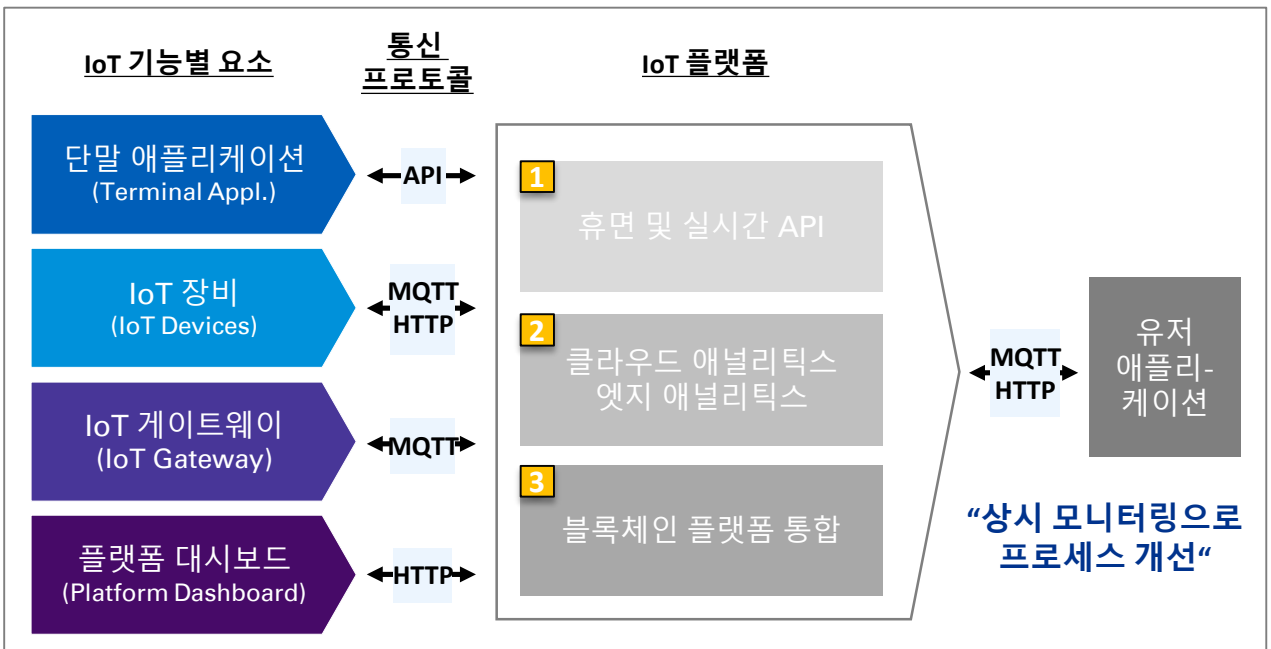 IoT 기능별 요소
통신
프로토콜
IoT 플랫폼
단말 애플리케이션
(Terminal Appl.)
API
IoT 장비
(IoT Devices)
MQTT
HTTP
IoT 게이트웨이
(IoT Gateway)
MQTT
플랫폼 대시보드
(Platform Dashboard)
HTTP
1
휴면 및 실시간 API
2
클라우드 애널리틱스
엣지 애널리틱스
3
블록체인 플랫폼 통합
MQTT
HTTP
유저
애플리-
케이션
“상시 모니터링으로
프로세스 개선“